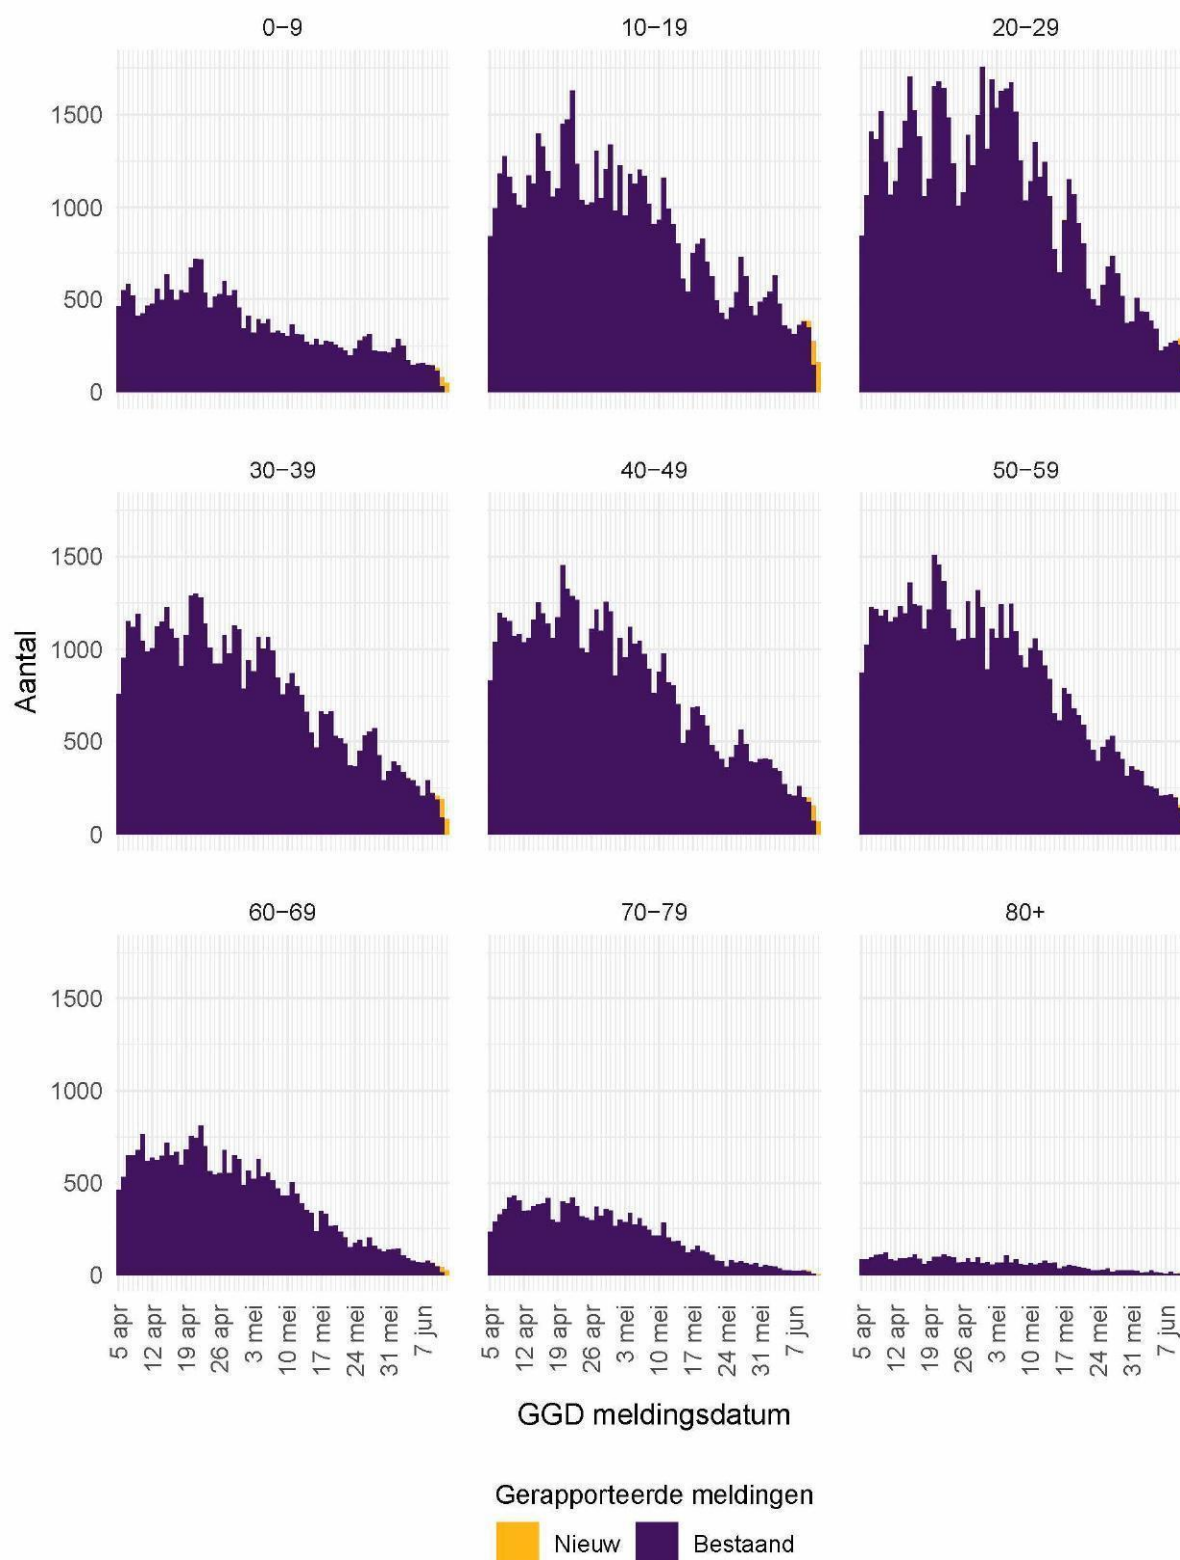 0−9 10−19 20−29
1500
1000
500
0
30−39 40−49 50−59
1500
1000
500
0
Aantal
60−69 70−79 80+
1500
1000
500
0
5 apr 12 apr 19 apr 26 apr 3 mei 10 mei 17 mei 24 mei 31 mei 7 jun 5 apr 12 apr 19 apr 26 apr 3 mei 10 mei 17 mei 24 mei 31 mei 7 jun 5 apr 12 apr 19 apr 26 apr 3 mei 10 mei 17 mei 24 mei 31 mei 7 jun
GGD meldingsdatum
Gerapporteerde meldingen
Nieuw Bestaand